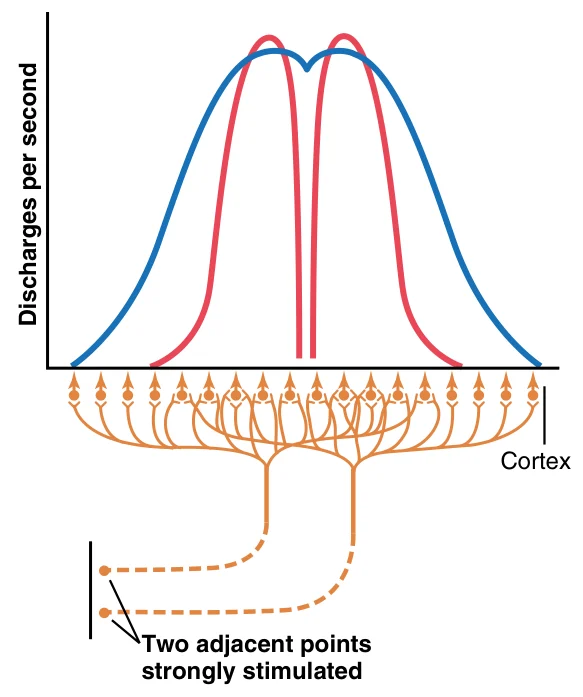 Discharges per second
Cortex
Two adjacent points
strongly stimulated